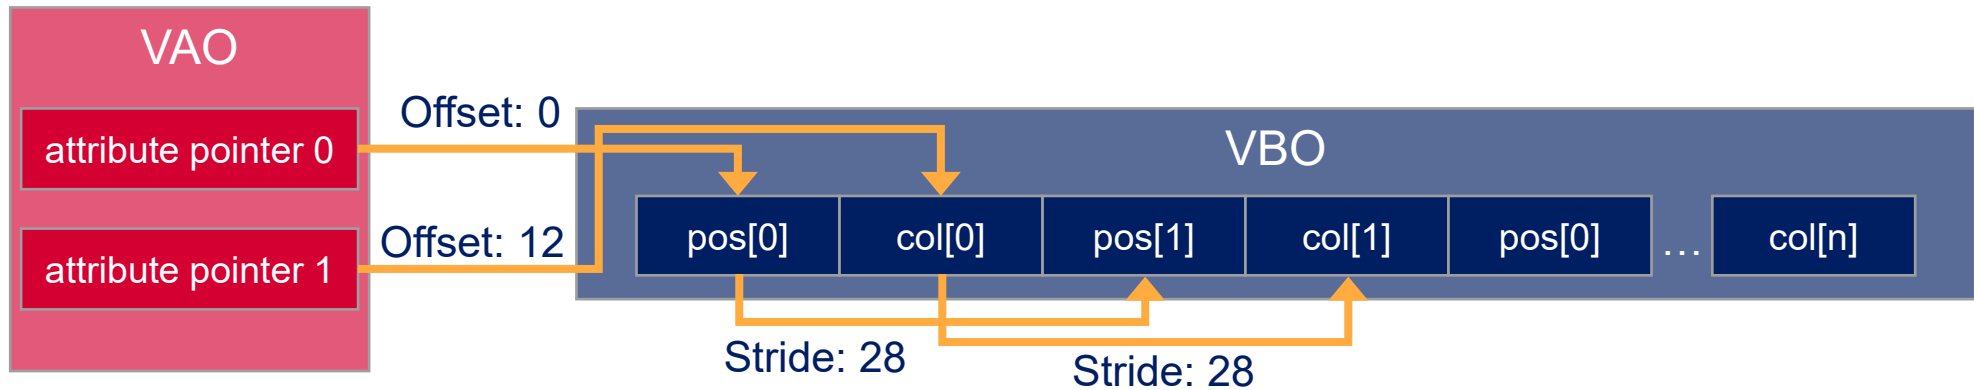 VAO
attribute pointer 0
attribute pointer 1
Offset: 0
Offset: 12
VBO
pos[0] col[0] pos[1] col[1] pos[0] ... col[n]
Stride: 28
Stride: 28